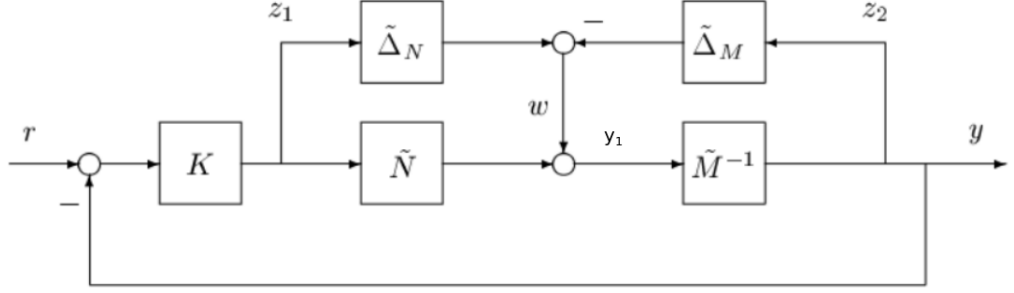 z₁ Δ̃_N − Δ̃_M z₂
w
r K Ñ y₁ M̃⁻¹ y
−